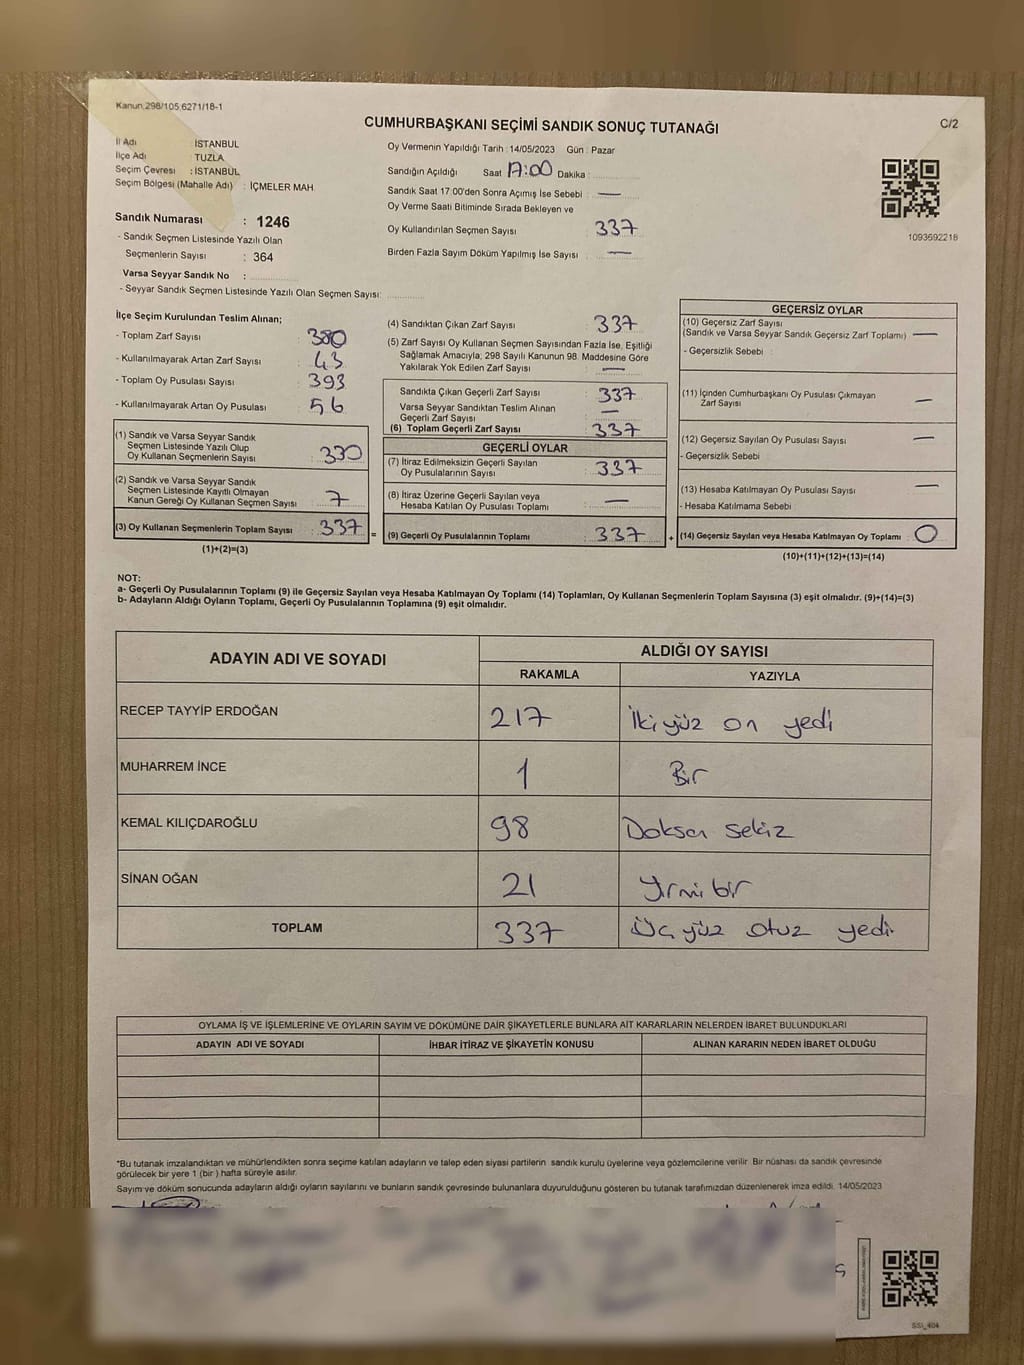 Kanun,298/105,6271/18-1
C/2
CUMHURBAŞKANI SEÇİMİ SANDIK SONUÇ TUTANAĞI
İl Adı : İSTANBUL
İlçe Adı : TUZLA
Seçim Çevresi : İSTANBUL
Seçim Bölgesi (Mahalle Adı) : İÇMELER MAH
Sandık Numarası : 1246
- Sandık Seçmen Listesinde Yazılı Olan
Seçmenlerin Sayısı : 364
Varsa Seyyar Sandık No :
- Seyyar Sandık Seçmen Listesinde Yazılı Olan Seçmen Sayısı:
Oy Vermenin Yapıldığı Tarih : 14/05/2023 Gün : Pazar
Sandığın Açıldığı Saat 17:00 Dakika :
Sandık Saat 17:00'den Sonra Açımış İse Sebebi : —
Oy Verme Saati Bitiminde Sırada Bekleyen ve
Oy Kullandırılan Seçmen Sayısı : 337
Birden Fazla Sayım Döküm Yapılmış İse Sayısı : —
1093692218
İlçe Seçim Kurulundan Teslim Alınan;
- Toplam Zarf Sayısı : 380
- Kullanılmayarak Artan Zarf Sayısı : 43
- Toplam Oy Pusulası Sayısı : 393
- Kullanılmayarak Artan Oy Pusulası : 56
(1) Sandık ve Varsa Seyyar Sandık
Seçmen Listesinde Yazılı Olup
Oy Kullanan Seçmenlerin Sayısı : 330
(2) Sandık ve Varsa Seyyar Sandık
Seçmen Listesinde Kayıtlı Olmayan
Kanun Gereği Oy Kullanan Seçmen Sayısı : 7
(3) Oy Kullanan Seçmenlerin Toplam Sayısı : 337
(1)+(2)=(3)
(4) Sandıktan Çıkan Zarf Sayısı : 337
(5) Zarf Sayısı Oy Kullanan Seçmen Sayısından Fazla İse, Eşitliği
Sağlamak Amacıyla; 298 Sayılı Kanunun 98. Maddesine Göre
Yakılarak Yok Edilen Zarf Sayısı : —
Sandıkta Çıkan Geçerli Zarf Sayısı : 337
Varsa Seyyar Sandıktan Teslim Alınan
Geçerli Zarf Sayısı : —
(6) Toplam Geçerli Zarf Sayısı : 337
GEÇERLİ OYLAR
(7) İtiraz Edilmeksizin Geçerli Sayılan
Oy Pusulalarının Sayısı : 337
(8) İtiraz Üzerine Geçerli Sayılan veya
Hesaba Katılan Oy Pusulası Toplamı : —
(9) Geçerli Oy Pusulalarının Toplamı : 337
=
+
GEÇERSİZ OYLAR
(10) Geçersiz Zarf Sayısı
(Sandık ve Varsa Seyyar Sandık Geçersiz Zarf Toplamı) : —
- Geçersizlik Sebebi
(11) İçinden Cumhurbaşkanı Oy Pusulası Çıkmayan
Zarf Sayısı : —
(12) Geçersiz Sayılan Oy Pusulası Sayısı : —
- Geçersizlik Sebebi
(13) Hesaba Katılmayan Oy Pusulası Sayısı : —
- Hesaba Katılmama Sebebi
(14) Geçersiz Sayılan veya Hesaba Katılmayan Oy Toplamı : 0
(10)+(11)+(12)+(13)=(14)
NOT:
a- Geçerli Oy Pusulalarının Toplamı (9) ile Geçersiz Sayılan veya Hesaba Katılmayan Oy Toplamı (14) Toplamları, Oy Kullanan Seçmenlerin Toplam Sayısına (3) eşit olmalıdır. (9)+(14)=(3)
b- Adayların Aldığı Oyların Toplamı, Geçerli Oy Pusulalarının Toplamına (9) eşit olmalıdır.
ADAYIN ADI VE SOYADI
ALDIĞI OY SAYISI
RAKAMLA YAZIYLA
RECEP TAYYİP ERDOĞAN 217 İki yüz on yedi
MUHARREM İNCE 1 Bir
KEMAL KILIÇDAROĞLU 98 Doksan sekiz
SİNAN OĞAN 21 Yirmi bir
TOPLAM 337 Üç yüz otuz yedi
OYLAMA İŞ VE İŞLEMLERİNE VE OYLARIN SAYIM VE DÖKÜMÜNE DAİR ŞİKAYETLERLE BUNLARA AİT KARARLARIN NELERDEN İBARET BULUNDUKLARI
ADAYIN ADI VE SOYADI İHBAR İTİRAZ VE ŞİKAYETİN KONUSU ALINAN KARARIN NEDEN İBARET OLDUĞU
*Bu tutanak imzalandıktan ve mühürlendikten sonra seçime katılan adayların ve talep eden siyasi partilerin sandık kurulu üyelerine veya gözlemcilerine verilir. Bir nüshası da sandık çevresinde
görülecek bir yere 1 (bir ) hafta süreyle asılır.
Sayım ve döküm sonucunda adayların aldığı oyların sayılarını ve bunların sandık çevresinde bulunanlara duyurulduğunu gösteren bu tutanak tarafımızdan düzenlenerek imza edildi. 14/05/2023
SSI_404